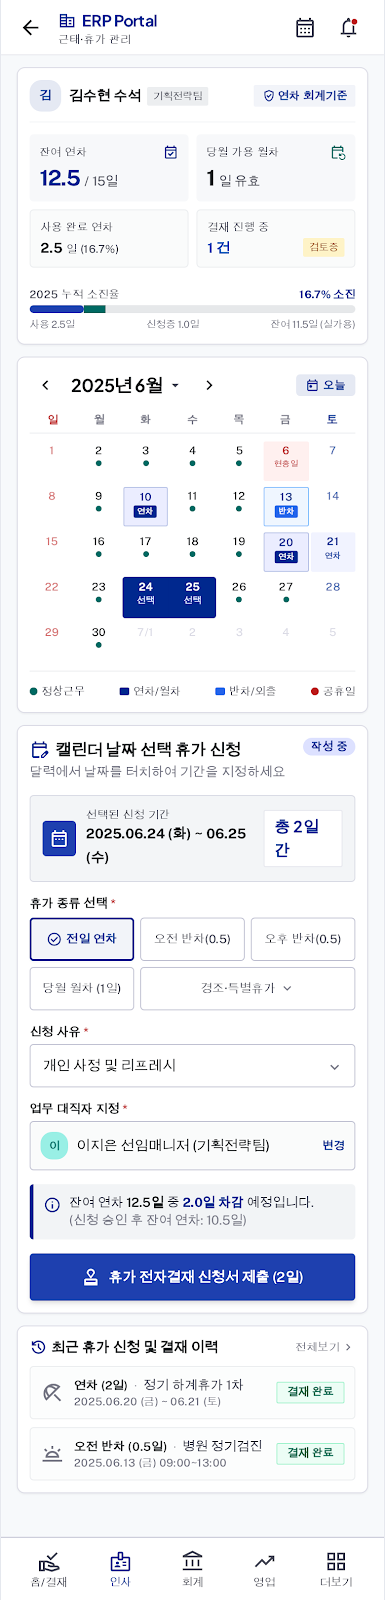 ERP Portal
근태·휴가 관리
김 김수현 수석 기획전략팀 연차 회계기준
잔여 연차
12.5 / 15일
당월 가용 월차
1 일 유효
사용 완료 연차
2.5 일 (16.7%)
결재 진행 중
1 건 검토중
2025 누적 소진율 16.7% 소진
사용 2.5일 신청중 1.0일 잔여 11.5일 (실가용)
2025년 6월 오늘
일 월 화 수 목 금 토
1 2 3 4 5 6 7
현충일
8 9 10 11 12 13 14
연차 반차
15 16 17 18 19 20 21
연차 연차
22 23 24 25 26 27 28
선택 선택
29 30 7/1 2 3 4 5
정상근무 연차/월차 반차/외출 공휴일
캘린더 날짜 선택 휴가 신청 작성 중
달력에서 날짜를 터치하여 기간을 지정하세요
선택된 신청 기간
2025.06.24 (화) ~ 06.25
(수)
총 2일
간
휴가 종류 선택 *
전일 연차 오전 반차(0.5) 오후 반차(0.5)
당월 월차 (1일) 경조·특별휴가
신청 사유 *
개인 사정 및 리프레시
업무 대직자 지정 *
이 이지은 선임매니저 (기획전략팀) 변경
잔여 연차 12.5일 중 2.0일 차감 예정입니다.
(신청 승인 후 잔여 연차: 10.5일)
휴가 전자결재 신청서 제출 (2일)
최근 휴가 신청 및 결재 이력 전체보기
연차 (2일) · 정기 하계휴가 1차
2025.06.20 (금) ~ 06.21 (토)
결재 완료
오전 반차 (0.5일) · 병원 정기검진
2025.06.13 (금) 09:00~13:00
결재 완료
홈/결재 인사 회계 영업 더보기